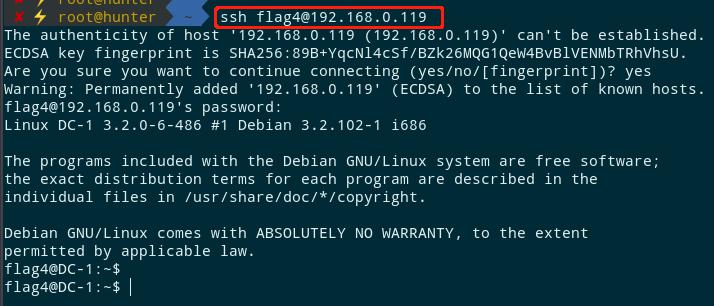 ✘ ⚡ root@hunter ~
✘ ⚡ root@hunter ~ ssh flag4@192.168.0.119
The authenticity of host '192.168.0.119 (192.168.0.119)' can't be established.
ECDSA key fingerprint is SHA256:89B+YqcNl4cSf/BZk26MQG1QeW4BvBlVENMbTRhVhsU.
Are you sure you want to continue connecting (yes/no/[fingerprint])? yes
Warning: Permanently added '192.168.0.119' (ECDSA) to the list of known hosts.
flag4@192.168.0.119's password:
Linux DC-1 3.2.0-6-486 #1 Debian 3.2.102-1 i686
The programs included with the Debian GNU/Linux system are free software;
the exact distribution terms for each program are described in the
individual files in /usr/share/doc/*/copyright.
Debian GNU/Linux comes with ABSOLUTELY NO WARRANTY, to the extent
permitted by applicable law.
flag4@DC-1:~$
flag4@DC-1:~$